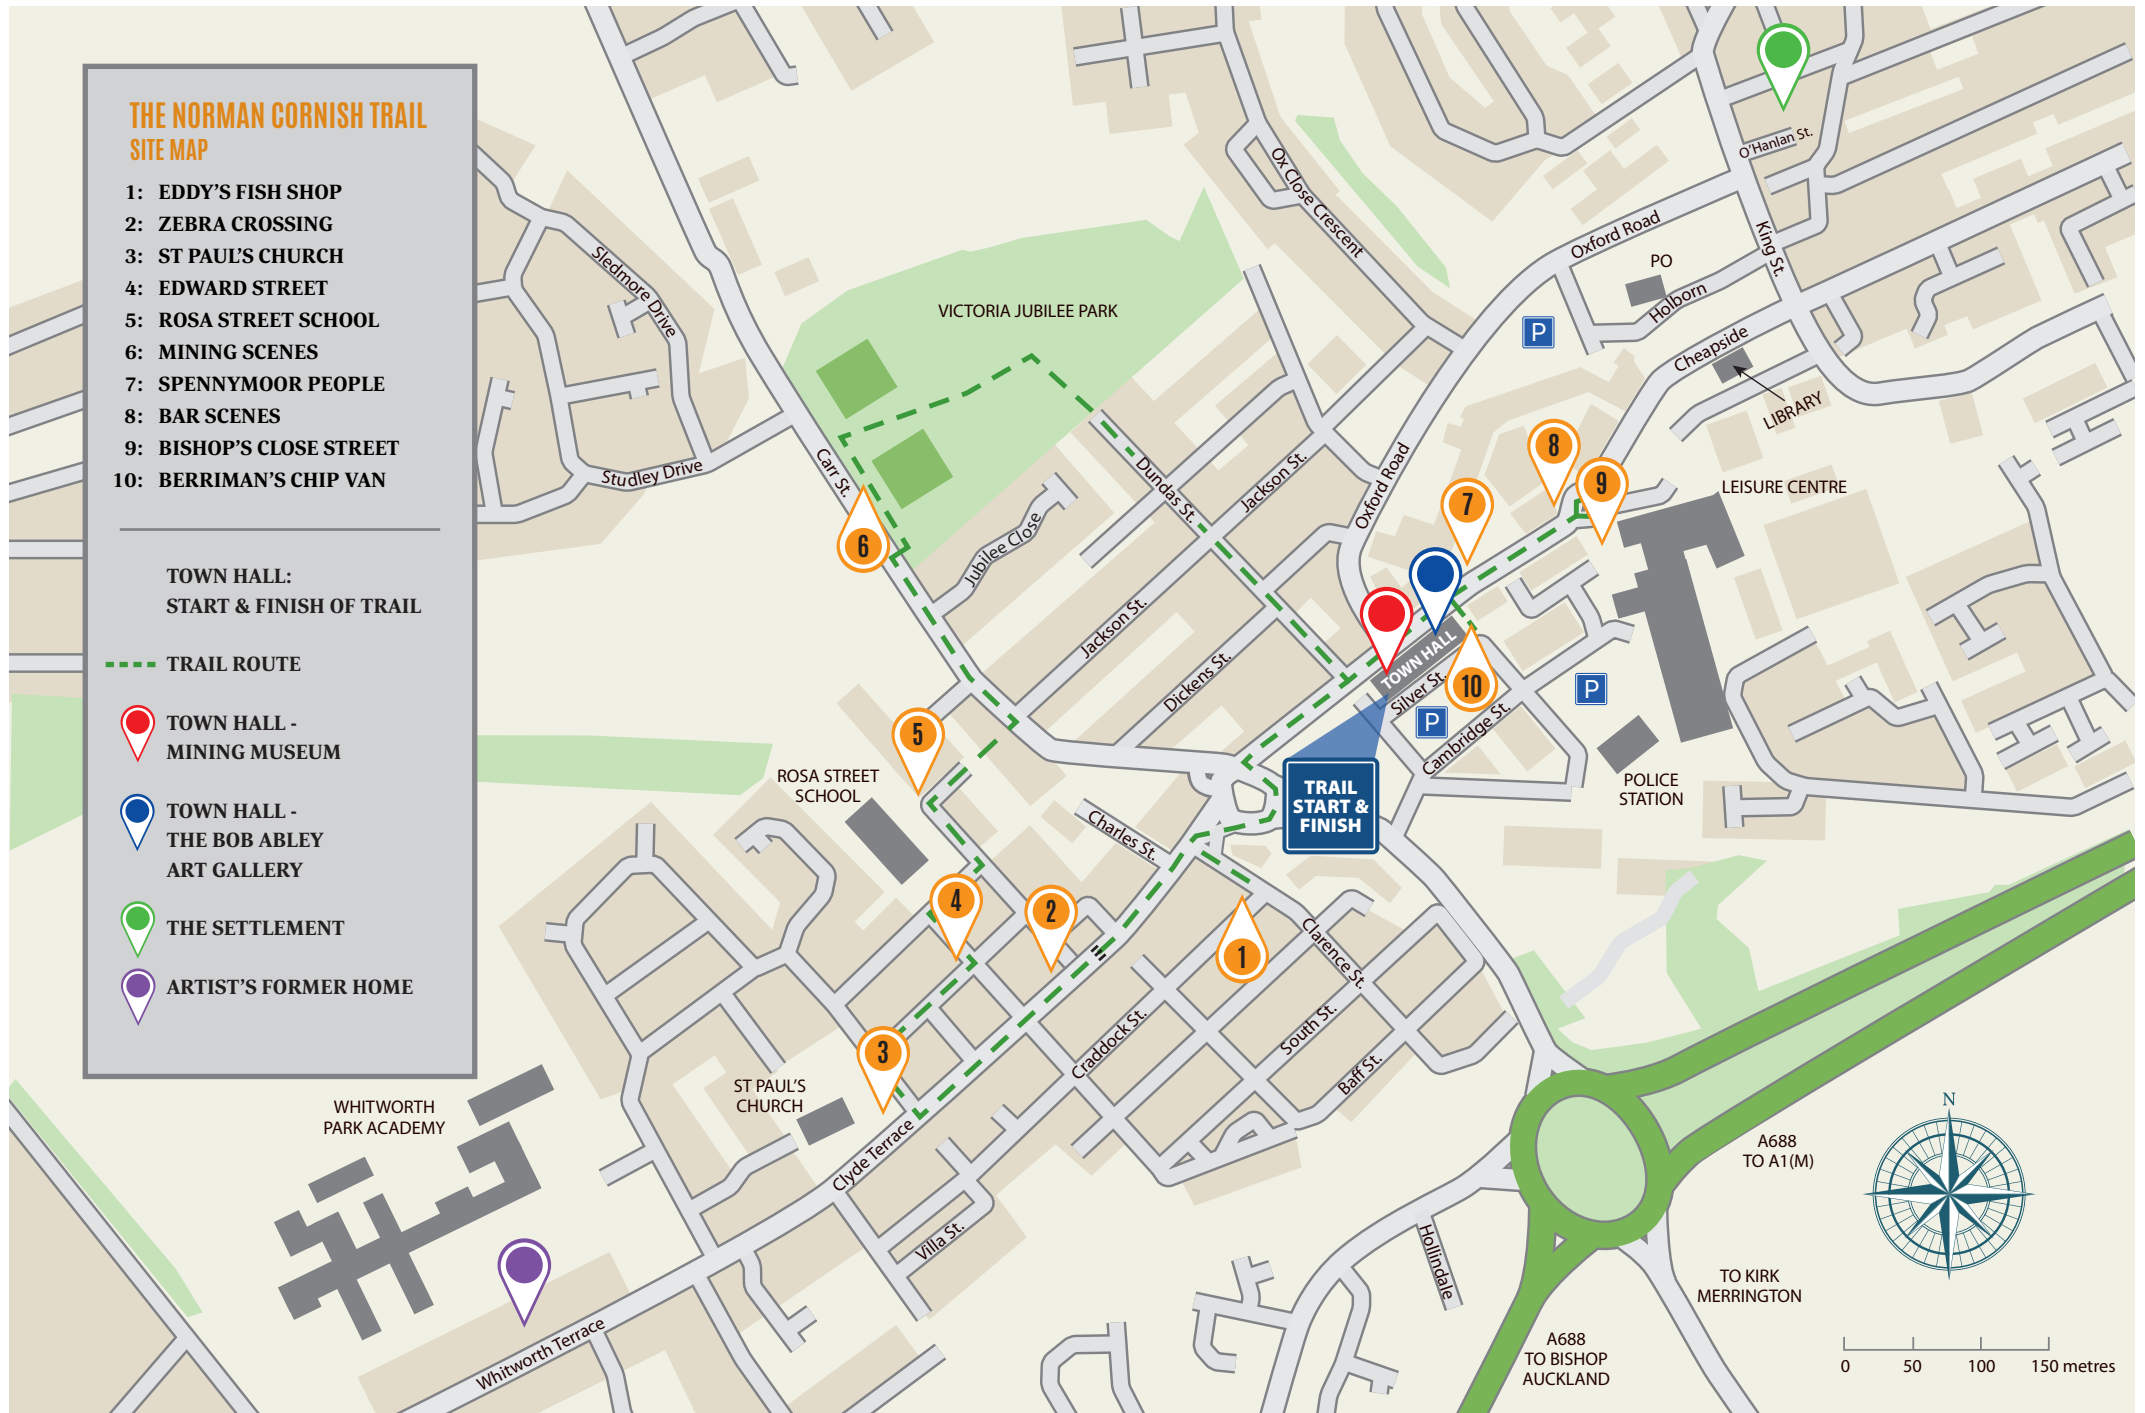 THE NORMAN CORNISH TRAIL
SITE MAP
1: EDDY'S FISH SHOP
2: ZEBRA CROSSING
3: ST PAUL'S CHURCH
4: EDWARD STREET
5: ROSA STREET SCHOOL
6: MINING SCENES
7: SPENNYMOOR PEOPLE
8: BAR SCENES
9: BISHOP'S CLOSE STREET
10: BERRIMAN'S CHIP VAN
TOWN HALL:
START & FINISH OF TRAIL
TRAIL ROUTE
TOWN HALL -
MINING MUSEUM
TOWN HALL -
THE BOB ABLEY
ART GALLERY
THE SETTLEMENT
ARTIST'S FORMER HOME
O'Hanlan St.
Ox Close Crescent
Oxford Road
King St.
PO
Holborn
Sledmore Drive
VICTORIA JUBILEE PARK
P
Cheapside
LIBRARY
Carr St.
Studley Drive
Dundas St.
Jackson St.
Oxford Road
8
9
7
LEISURE CENTRE
6
Jubilee Close
Jackson St.
Dickens St.
TOWN HALL
Silver St.
10
P
P
Cambridge St.
5
ROSA STREET
SCHOOL
TRAIL
START &
FINISH
POLICE
STATION
Charles St.
4
2
1
Clarence St.
3
Craddock St.
South St.
Baff St.
ST PAUL'S
CHURCH
WHITWORTH
PARK ACADEMY
Clyde Terrace
Villa St.
Hollindale
Whitworth Terrace
N
A688
TO A1(M)
TO KIRK
MERRINGTON
A688
TO BISHOP
AUCKLAND
0 50 100 150 metres